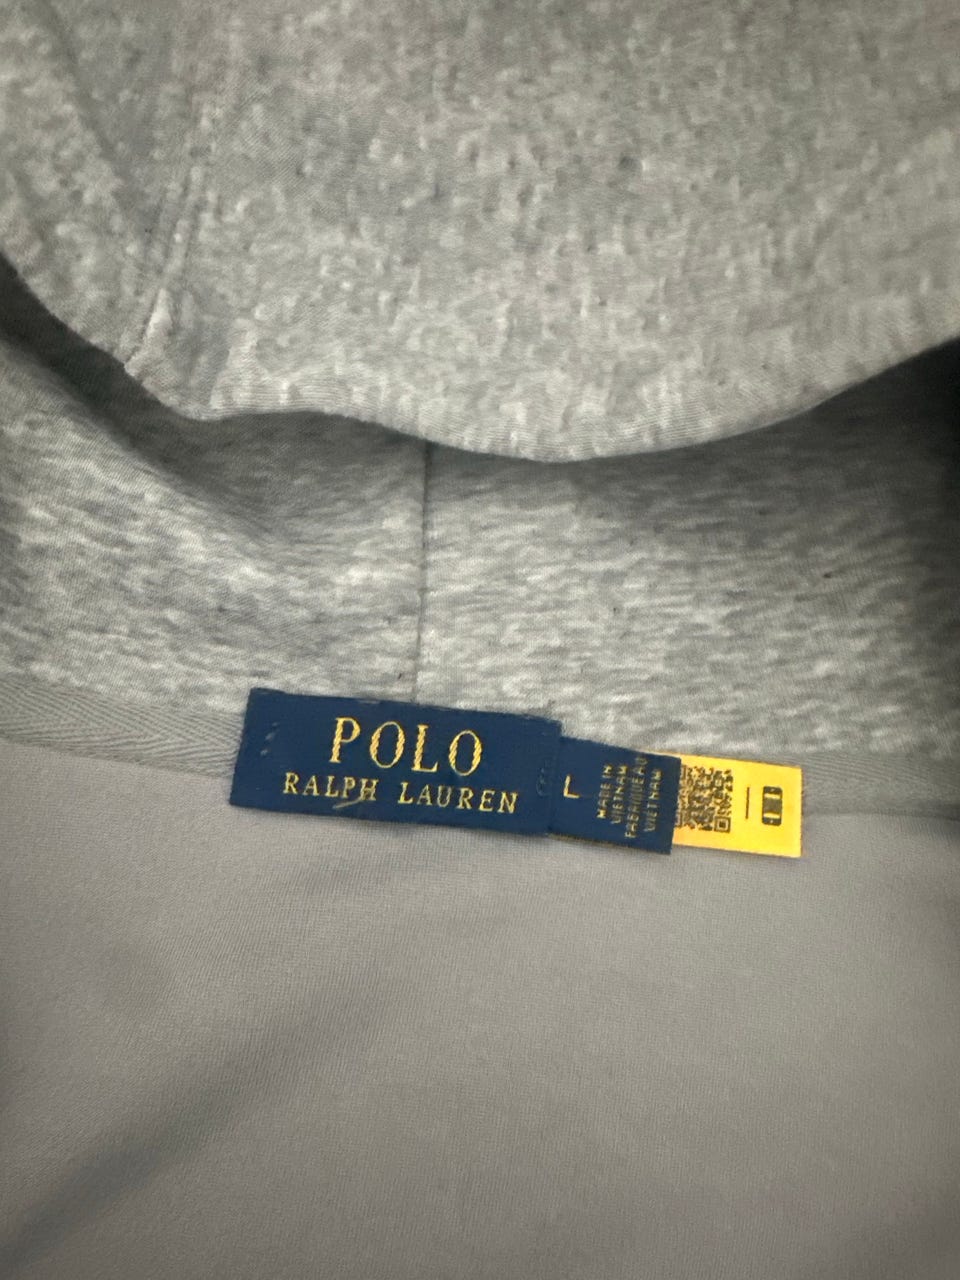 POLO
RALPH LAUREN
L
MADE IN
VIETNAM
FABRIQUÉ AU
VIETNAM